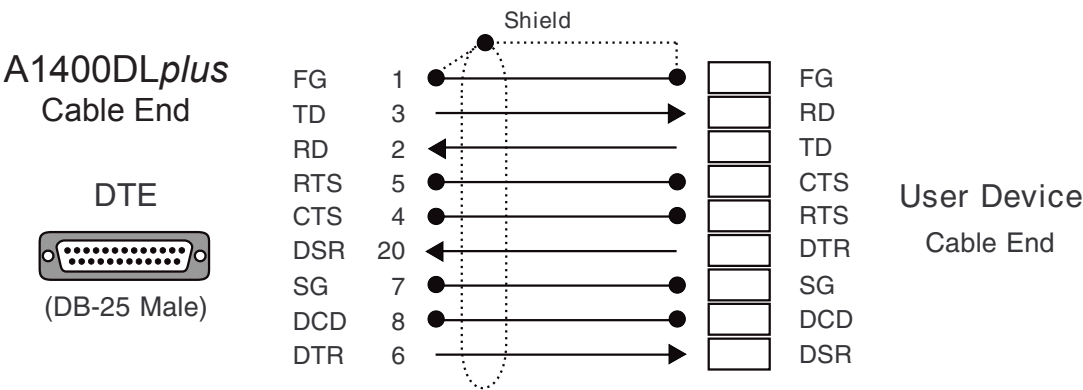 Shield
A1400DLplus
Cable End
DTE
(DB-25 Male)
FG 1 FG
TD 3 RD
RD 2 TD
RTS 5 CTS
CTS 4 RTS
DSR 20 DTR
SG 7 SG
DCD 8 DCD
DTR 6 DSR
User Device
Cable End